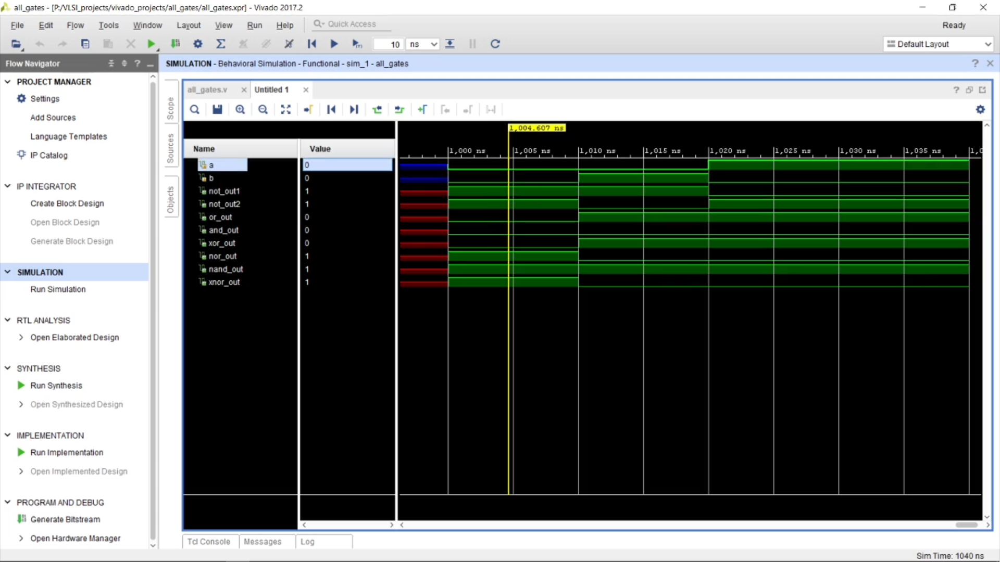 all_gates - [P:/VLSI_projects/vivado_projects/all_gates/all_gates.xpr] - Vivado 2017.2
File Edit Flow Tools Window Layout View Run Help Quick Access Ready
10 ns Default Layout
Flow Navigator
SIMULATION - Behavioral Simulation - Functional - sim_1 - all_gates
PROJECT MANAGER
Settings
Add Sources
Language Templates
IP Catalog
IP INTEGRATOR
Create Block Design
Open Block Design
Generate Block Design
SIMULATION
Run Simulation
RTL ANALYSIS
Open Elaborated Design
SYNTHESIS
Run Synthesis
Open Synthesized Design
IMPLEMENTATION
Run Implementation
Open Implemented Design
PROGRAM AND DEBUG
Generate Bitstream
Open Hardware Manager
Scope
Sources
Objects
all_gates.v Untitled 1
1,004.607 ns
Name Value
1,000 ns 1,005 ns 1,010 ns 1,015 ns 1,020 ns 1,025 ns 1,030 ns 1,035 ns
a 0
b 0
not_out1 1
not_out2 1
or_out 0
and_out 0
xor_out 0
nor_out 1
nand_out 1
xnor_out 1
Tcl Console Messages Log
Sim Time: 1040 ns